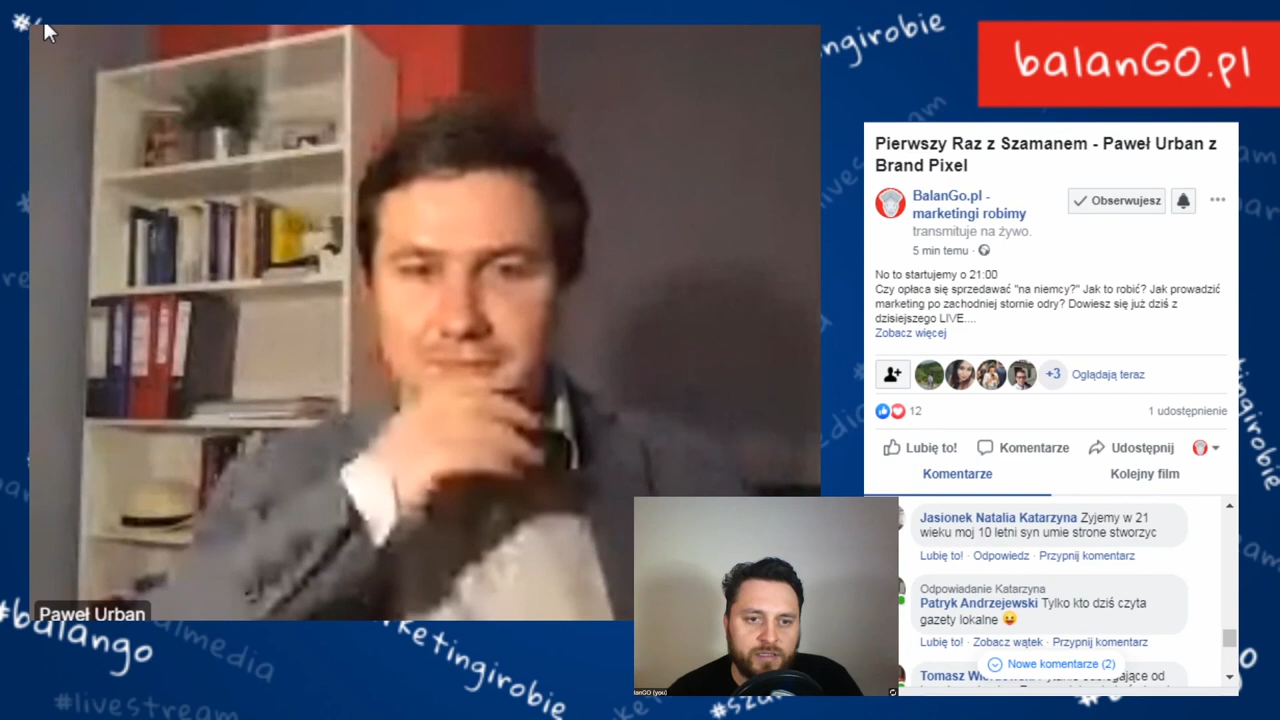 ngirobie
balanGO.pl
Pierwszy Raz z Szamanem - Paweł Urban z
Brand Pixel
BalanGo.pl -
marketingi robimy
transmituje na żywo.
5 min temu ·
Obserwujesz
No to startujemy o 21:00
Czy opłaca się sprzedawać "na niemcy?" Jak to robić? Jak prowadzić
marketing po zachodniej stornie odry? Dowiesz się już dziś z
dzisiejszego LIVE....
Zobacz więcej
+3 Oglądają teraz
12
1 udostępnienie
Lubię to! Komentarze Udostępnij
Komentarze Kolejny film
Jasionek Natalia Katarzyna Zyjemy w 21
wieku moj 10 letni syn umie strone stworzyc
Lubię to! · Odpowiedz · Przypnij komentarz
Odpowiadanie Katarzyna
Patryk Andrzejewski Tylko kto dziś czyta
gazety lokalne 😛
Lubię to! · Zobacz wątek · Przypnij komentarz
Nowe komentarze (2)
Paweł Urban
#balango
almedia
#livestream
ketingirobie
lanGO (you)